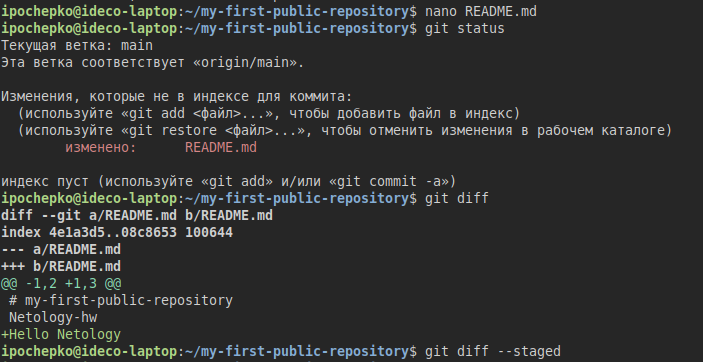 ipochepko@ideco-laptop:~/my-first-public-repository$ nano README.md
ipochepko@ideco-laptop:~/my-first-public-repository$ git status
Текущая ветка: main
Эта ветка соответствует «origin/main».
Изменения, которые не в индексе для коммита:
  (используйте «git add <файл>...», чтобы добавить файл в индекс)
  (используйте «git restore <файл>...», чтобы отменить изменения в рабочем каталоге)
        изменено:      README.md
индекс пуст (используйте «git add» и/или «git commit -a»)
ipochepko@ideco-laptop:~/my-first-public-repository$ git diff
diff --git a/README.md b/README.md
index 4e1a3d5..08c8653 100644
--- a/README.md
+++ b/README.md
@@ -1,2 +1,3 @@
 # my-first-public-repository
 Netology-hw
+Hello Netology
ipochepko@ideco-laptop:~/my-first-public-repository$ git diff --staged